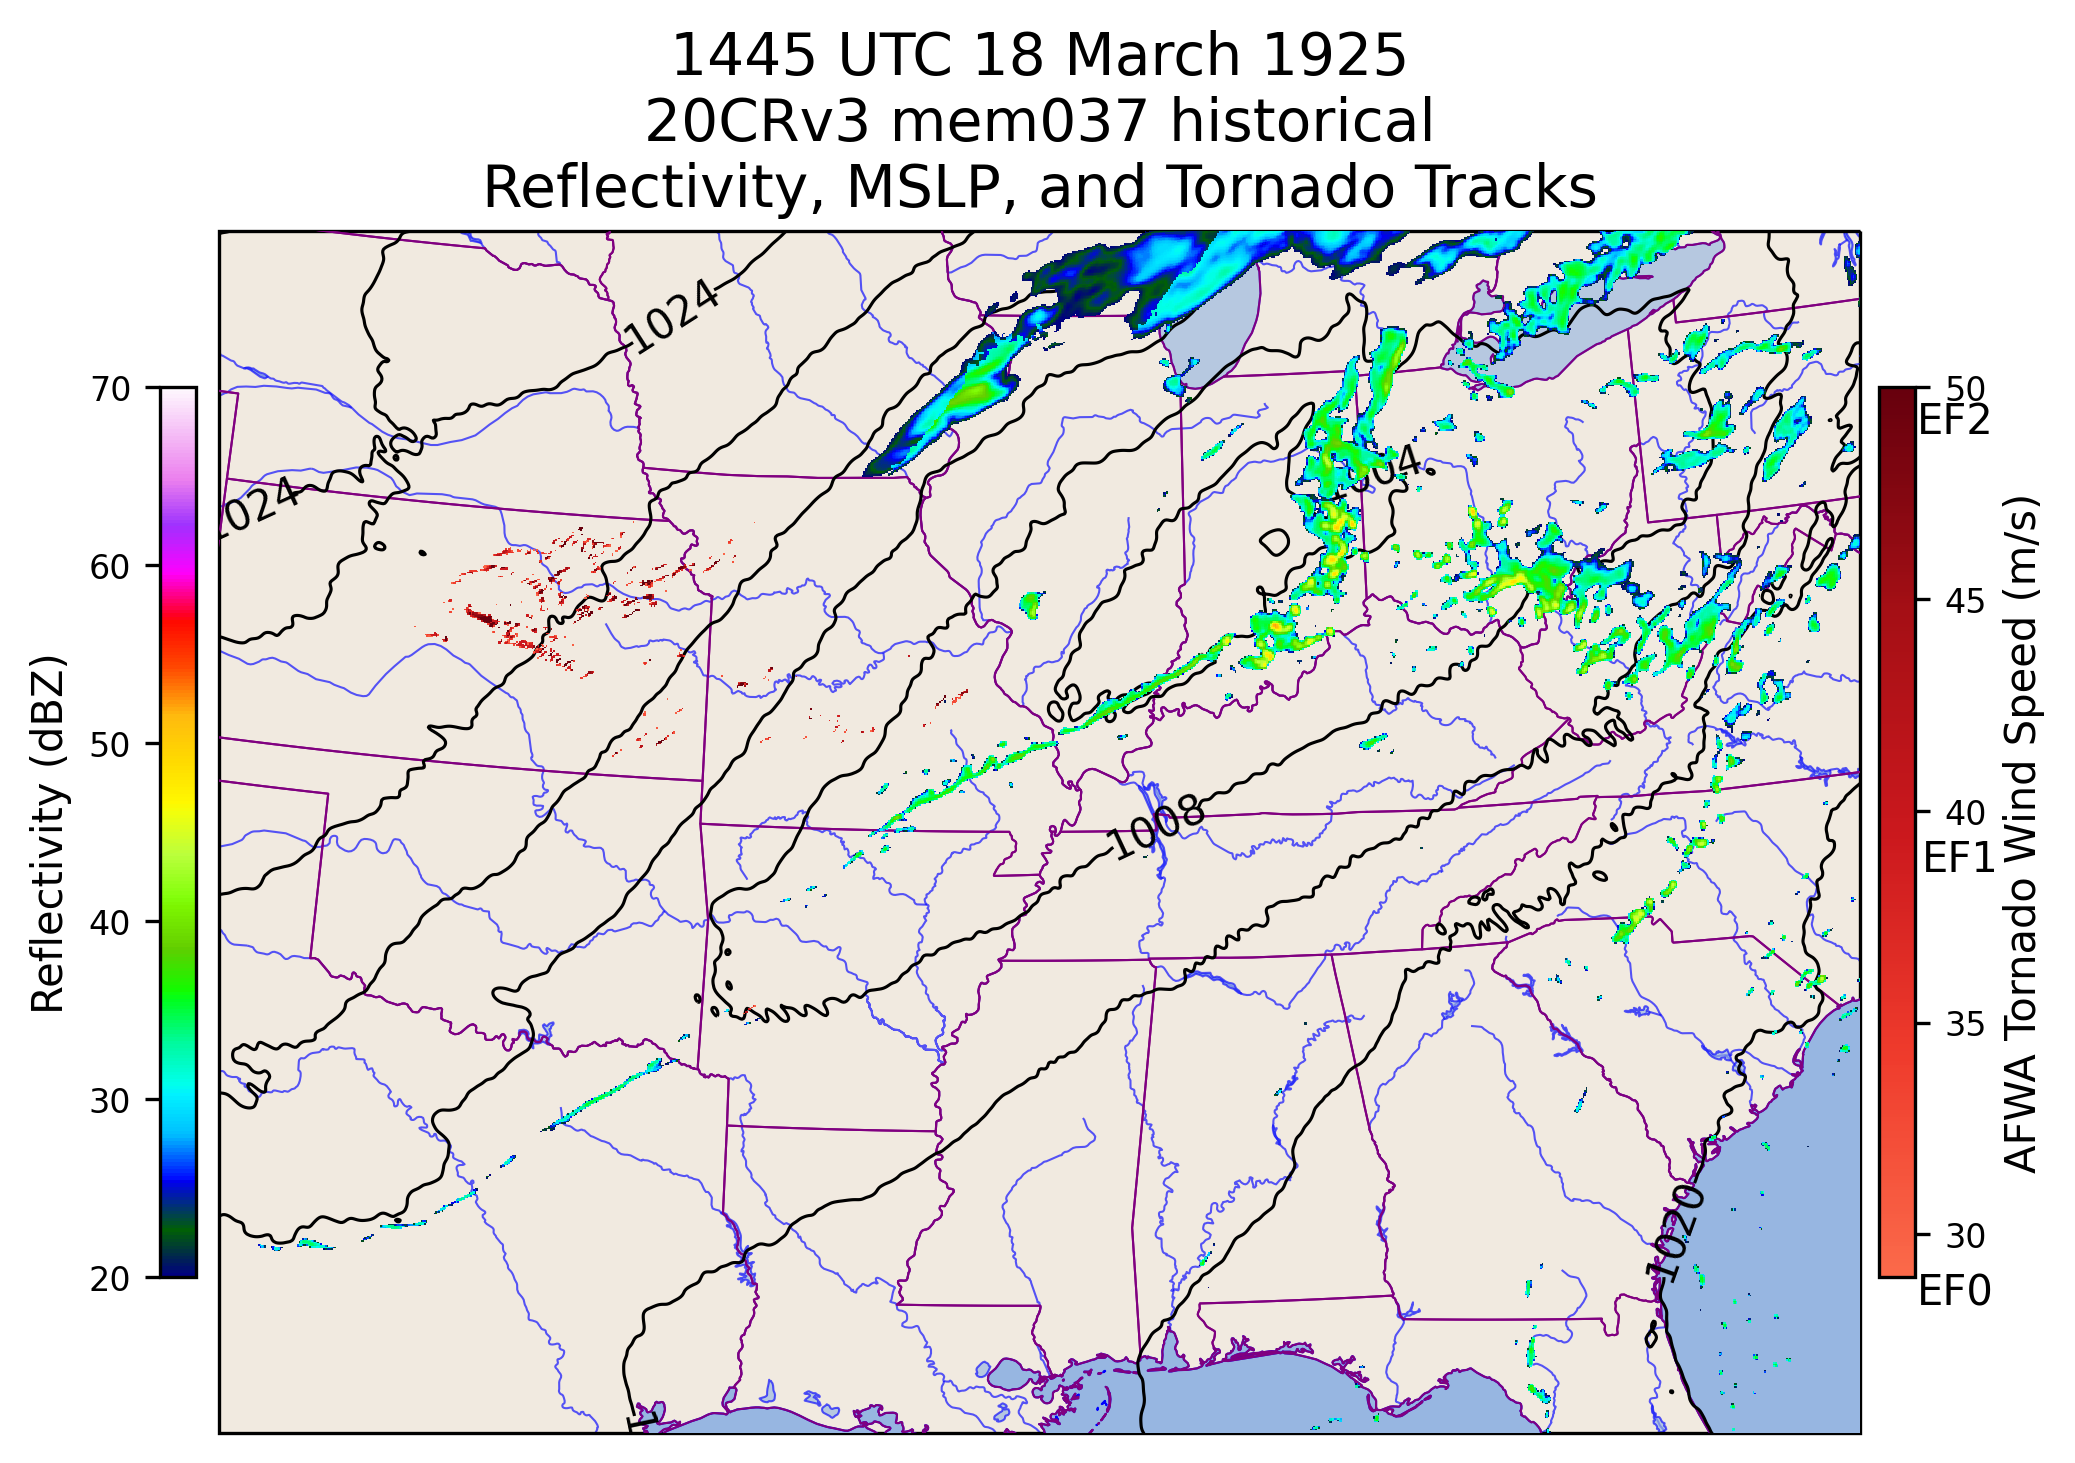 1445 UTC 18 March 1925
20CRv3 mem037 historical
Reflectivity, MSLP, and Tornado Tracks
Reflectivity (dBZ)
70
60
50
40
30
20
1024
1024
1004
1008
1020
50
EF2
45
40
EF1
35
30
EF0
AFWA Tornado Wind Speed (m/s)